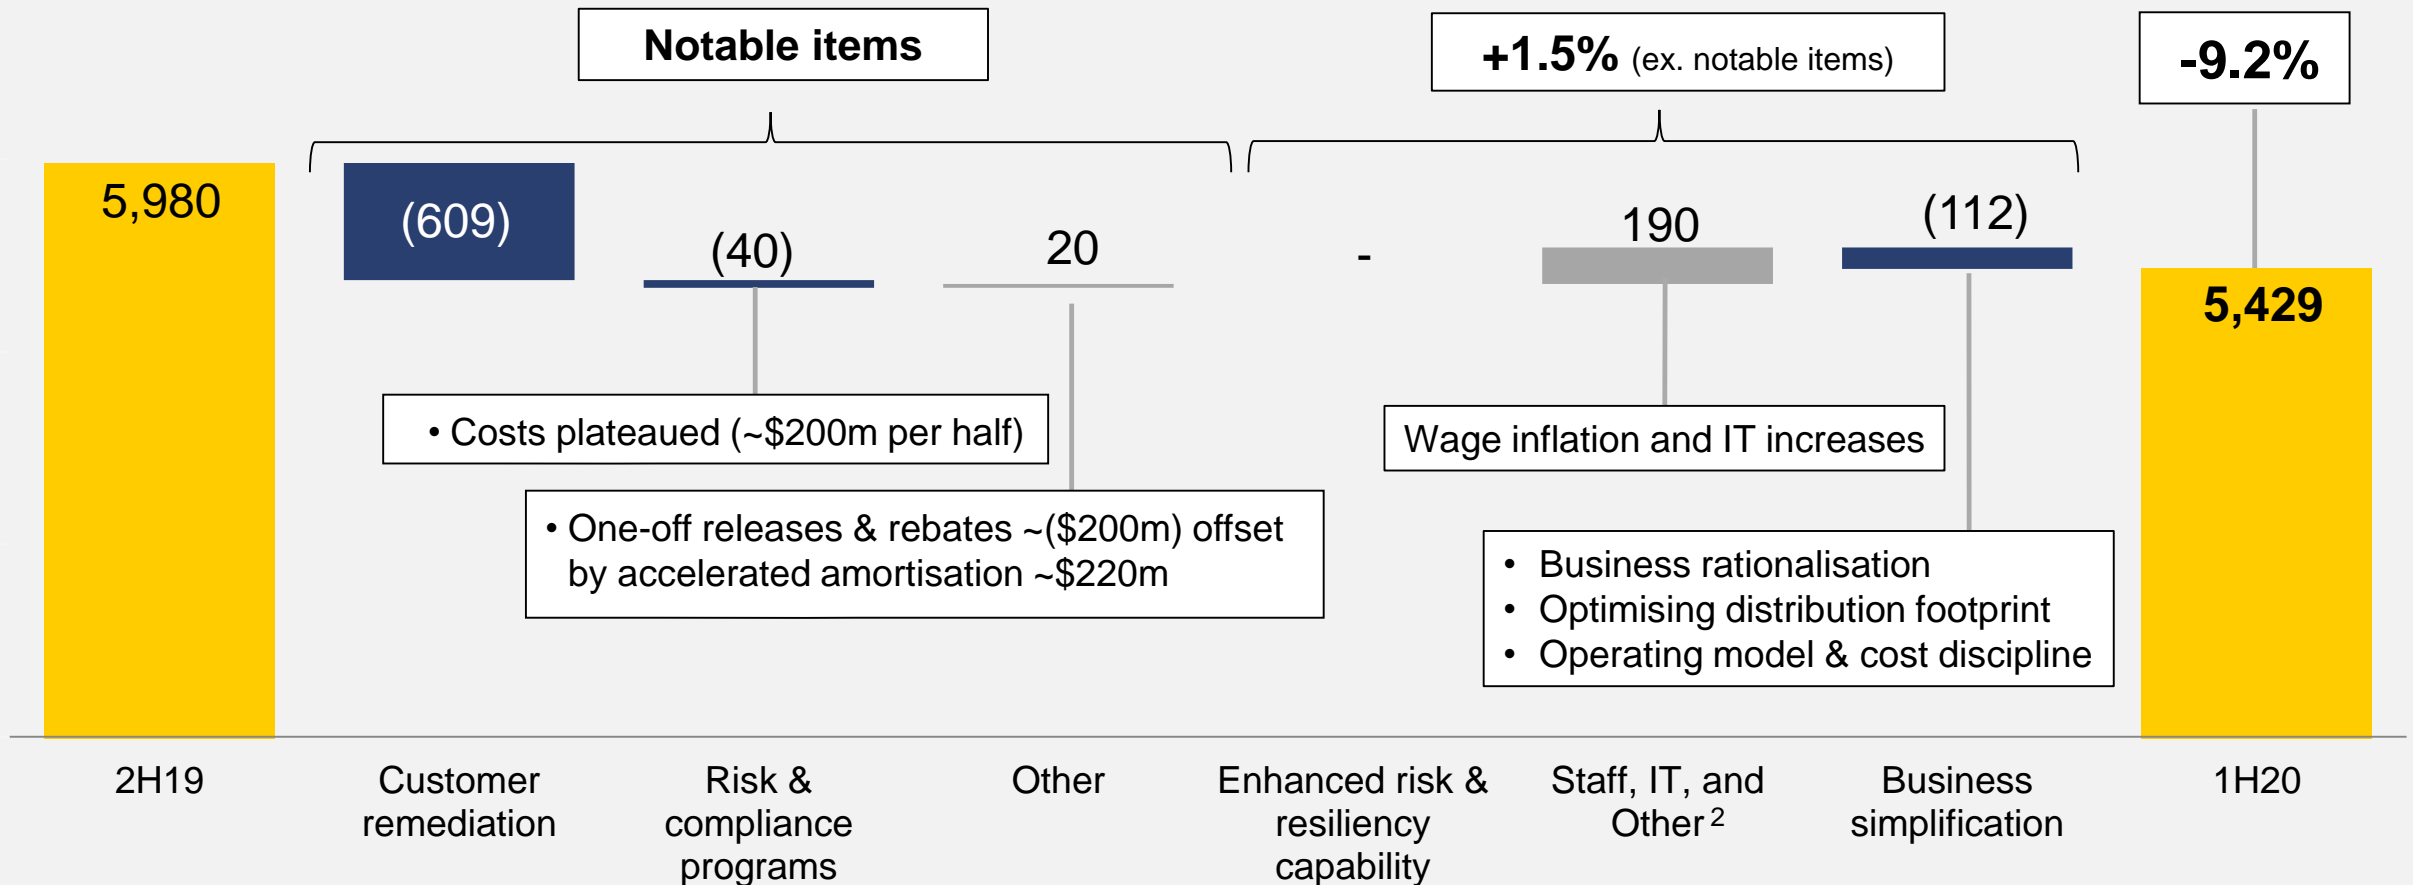 Notable items
+1.5% (ex. notable items)
-9.2%
5,980
(609)
(40)
20
-
190
(112)
5,429
• Costs plateaued (~$200m per half)
Wage inflation and IT increases
• One-off releases & rebates ~($200m) offset
by accelerated amortisation ~$220m
• Business rationalisation
• Optimising distribution footprint
• Operating model & cost discipline
2H19
Customer
remediation
Risk &
compliance
programs
Other
Enhanced risk &
resiliency
capability
Staff, IT, and
Other 2
Business
simplification
1H20